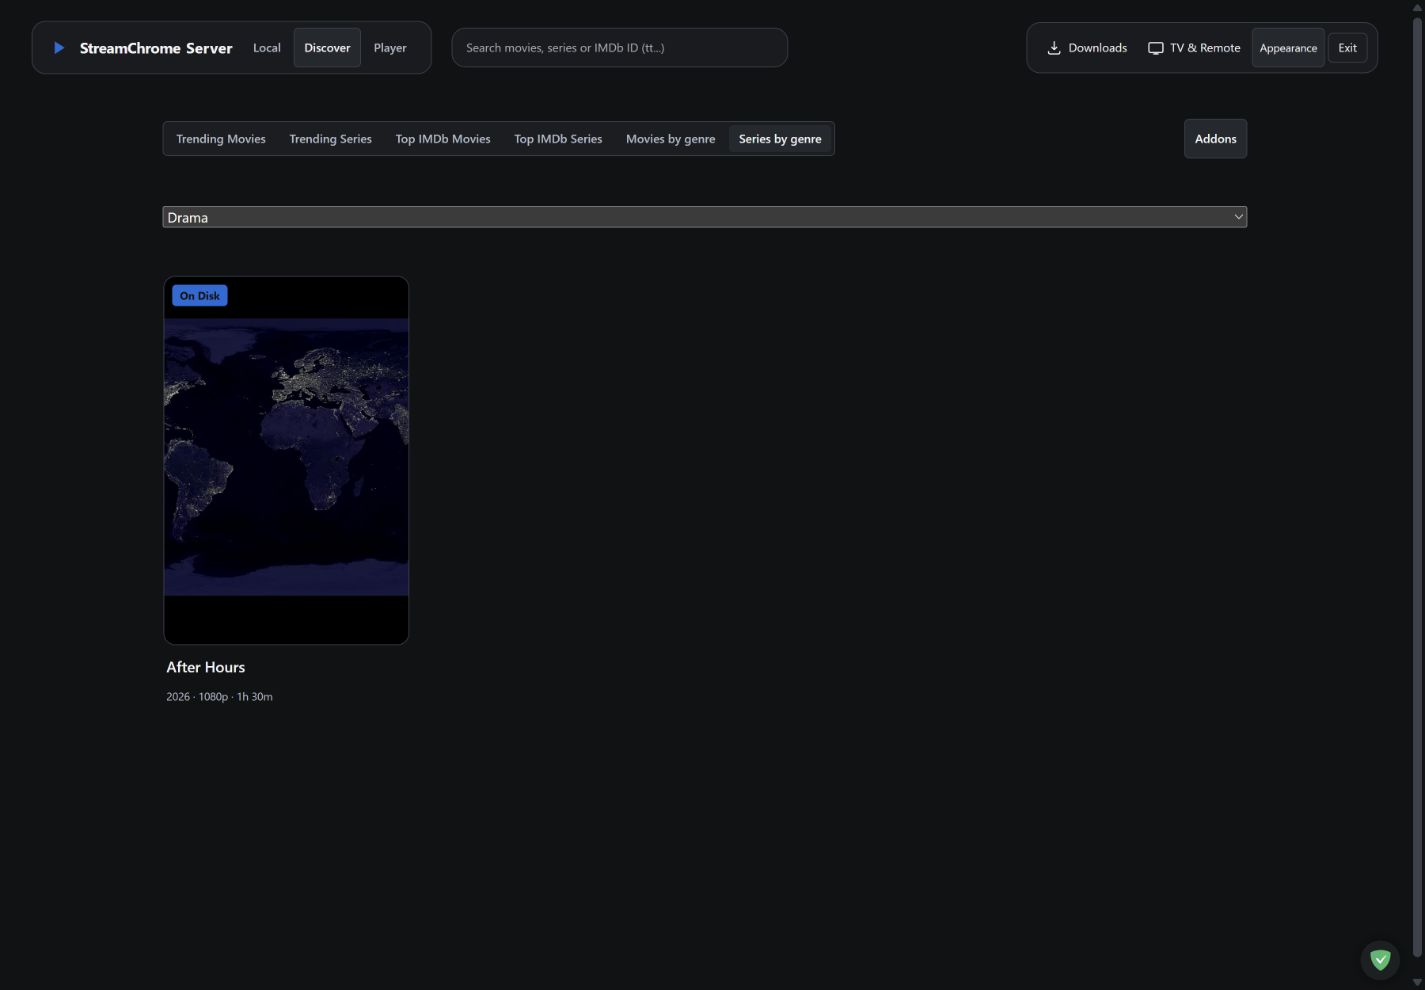 StreamChrome Server Local Discover Player
Search movies, series or IMDb ID (tt...)
Downloads TV & Remote Appearance Exit
Trending Movies Trending Series Top IMDb Movies Top IMDb Series Movies by genre Series by genre
Addons
Drama
On Disk
After Hours
2026 · 1080p · 1h 30m